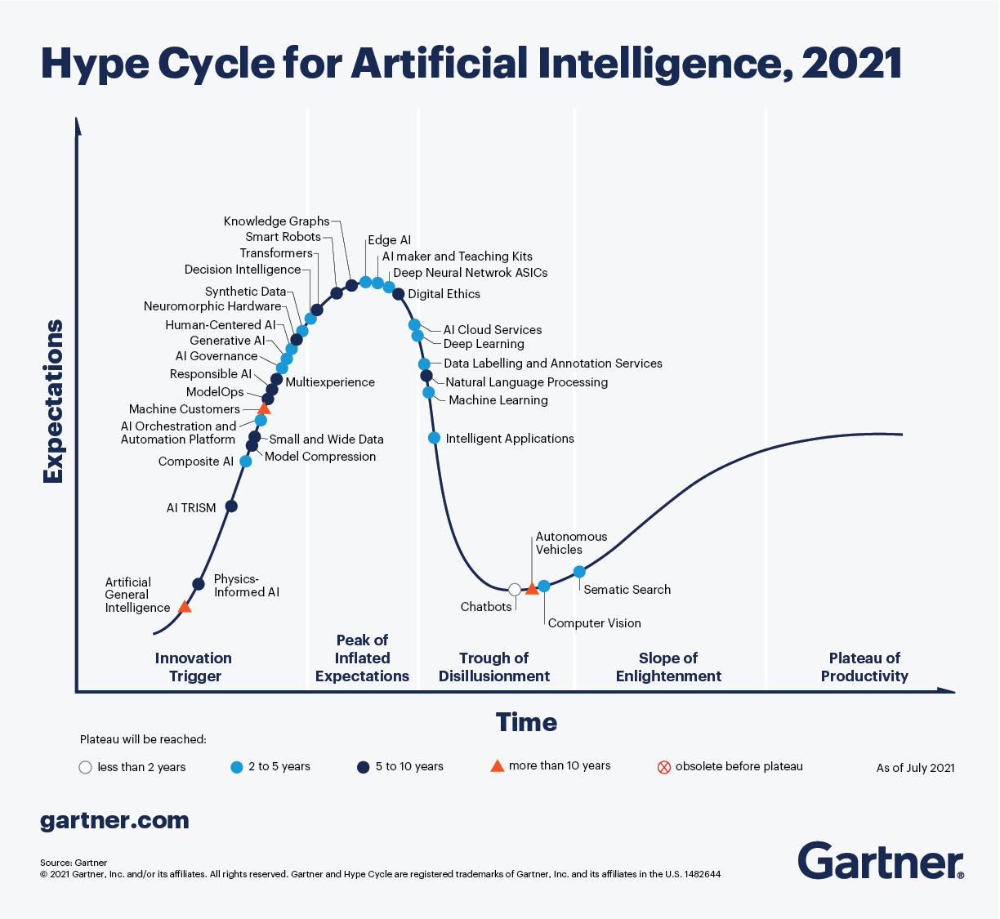 Hype Cycle for Artificial Intelligence, 2021
Expectations
Knowledge Graphs
Smart Robots
Transformers
Decision Intelligence
Synthetic Data
Neuromorphic Hardware
Human-Centered AI
Generative AI
AI Governance
Responsible AI
Multiexperience
ModelOps
Machine Customers
AI Orchestration and
Automation Platform
Small and Wide Data
Model Compression
Composite AI
AI TRISM
Physics-
Informed AI
Artificial
General
Intelligence
Edge AI
AI maker and Teaching Kits
Deep Neural Netwrok ASICs
Digital Ethics
AI Cloud Services
Deep Learning
Data Labelling and Annotation Services
Natural Language Processing
Machine Learning
Intelligent Applications
Autonomous
Vehicles
Chatbots
Computer Vision
Sematic Search
Innovation
Trigger
Peak of
Inflated
Expectations
Trough of
Disillusionment
Slope of
Enlightenment
Plateau of
Productivity
Time
Plateau will be reached:
less than 2 years
2 to 5 years
5 to 10 years
more than 10 years
obsolete before plateau
As of July 2021
gartner.com
Source: Gartner
© 2021 Gartner, Inc. and/or its affiliates. All rights reserved. Gartner and Hype Cycle are registered trademarks of Gartner, Inc. and its affiliates in the U.S. 1482644
Gartner®